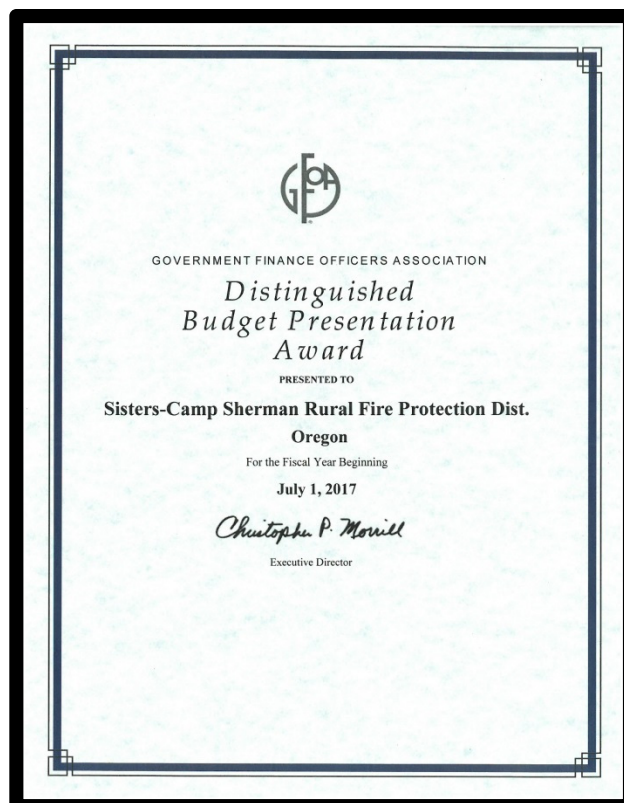 GFOA
GOVERNMENT FINANCE OFFICERS ASSOCIATION
Distinguished
Budget Presentation
Award
PRESENTED TO
Sisters-Camp Sherman Rural Fire Protection Dist.
Oregon
For the Fiscal Year Beginning
July 1, 2017
Christopher P. Morrill
Executive Director